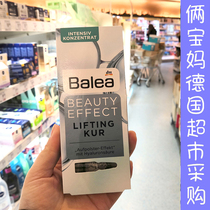 INTENSIV
KONZENTRAT
Balea
BEAUTY
EFFECT
LIFTING
KUR
俩宝妈德国超市采购